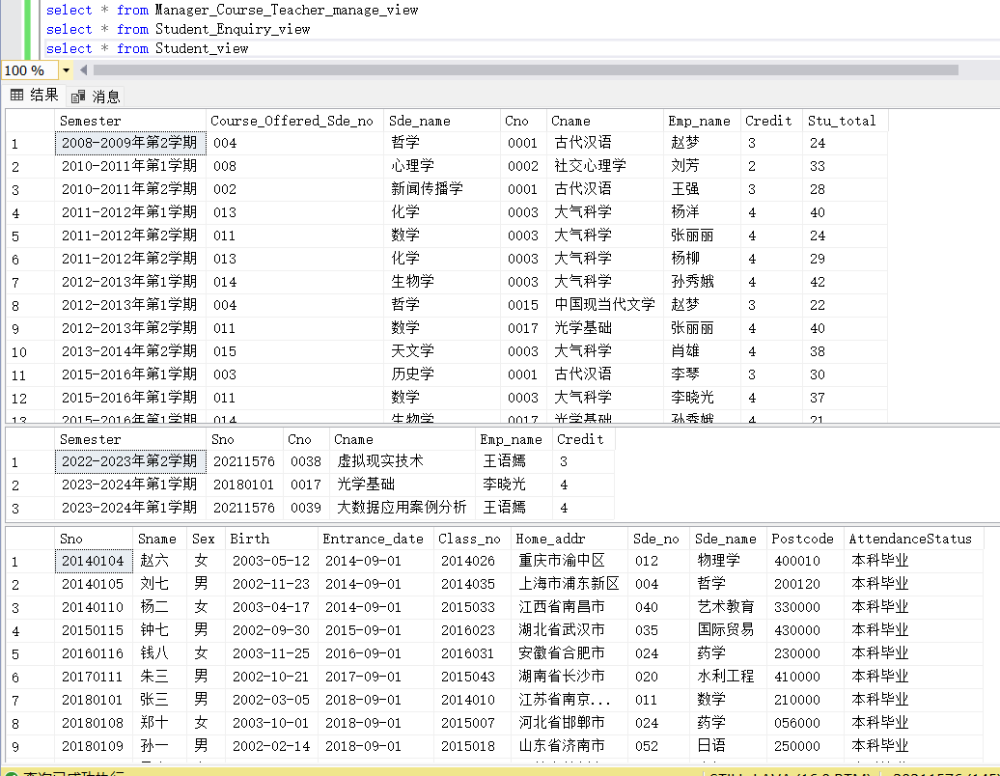 select * from Manager_Course_Teacher_manage_view
select * from Student_Enquiry_view
select * from Student_view
100 %
结果 消息
Semester Course_Offered_Sde_no Sde_name Cno Cname Emp_name Credit Stu_total
1 2008-2009年第2学期 004 哲学 0001 古代汉语 赵梦 3 24
2 2010-2011年第1学期 008 心理学 0002 社交心理学 刘芳 2 33
3 2010-2011年第2学期 002 新闻传播学 0001 古代汉语 王强 3 28
4 2011-2012年第1学期 013 化学 0003 大气科学 杨洋 4 40
5 2011-2012年第2学期 011 数学 0003 大气科学 张丽丽 4 24
6 2011-2012年第2学期 013 化学 0003 大气科学 杨柳 4 29
7 2012-2013年第1学期 014 生物学 0003 大气科学 孙秀娥 4 42
8 2012-2013年第1学期 004 哲学 0015 中国现当代文学 赵梦 3 22
9 2012-2013年第2学期 011 数学 0017 光学基础 张丽丽 4 40
10 2013-2014年第2学期 015 天文学 0003 大气科学 肖雄 4 38
11 2015-2016年第1学期 003 历史学 0001 古代汉语 李琴 3 30
12 2015-2016年第1学期 011 数学 0003 大气科学 李晓光 4 37
13 2015-2016年第1学期 014 生物学 0017 光学基础 孙秀娥 4 21
Semester Sno Cno Cname Emp_name Credit
1 2022-2023年第2学期 20211576 0038 虚拟现实技术 王语嫣 3
2 2023-2024年第1学期 20180101 0017 光学基础 李晓光 4
3 2023-2024年第1学期 20211576 0039 大数据应用案例分析 王语嫣 4
Sno Sname Sex Birth Entrance_date Class_no Home_addr Sde_no Sde_name Postcode AttendanceStatus
1 20140104 赵六 女 2003-05-12 2014-09-01 2014026 重庆市渝中区 012 物理学 400010 本科毕业
2 20140105 刘七 男 2002-11-23 2014-09-01 2014035 上海市浦东新区 004 哲学 200120 本科毕业
3 20140110 杨二 女 2003-04-17 2014-09-01 2015033 江西省南昌市 040 艺术教育 330000 本科毕业
4 20150115 钟七 男 2002-09-30 2015-09-01 2016023 湖北省武汉市 035 国际贸易 430000 本科毕业
5 20160116 钱八 女 2003-11-25 2016-09-01 2016031 安徽省合肥市 024 药学 230000 本科毕业
6 20170111 朱三 男 2002-10-21 2017-09-01 2015043 湖南省长沙市 020 水利工程 410000 本科毕业
7 20180101 张三 男 2002-03-05 2018-09-01 2014010 江苏省南京... 011 数学 210000 本科毕业
8 20180108 郑十 女 2003-10-01 2018-09-01 2015007 河北省邯郸市 024 药学 056000 本科毕业
9 20180109 孙一 男 2002-02-14 2018-09-01 2015018 山东省济南市 052 日语 250000 本科毕业